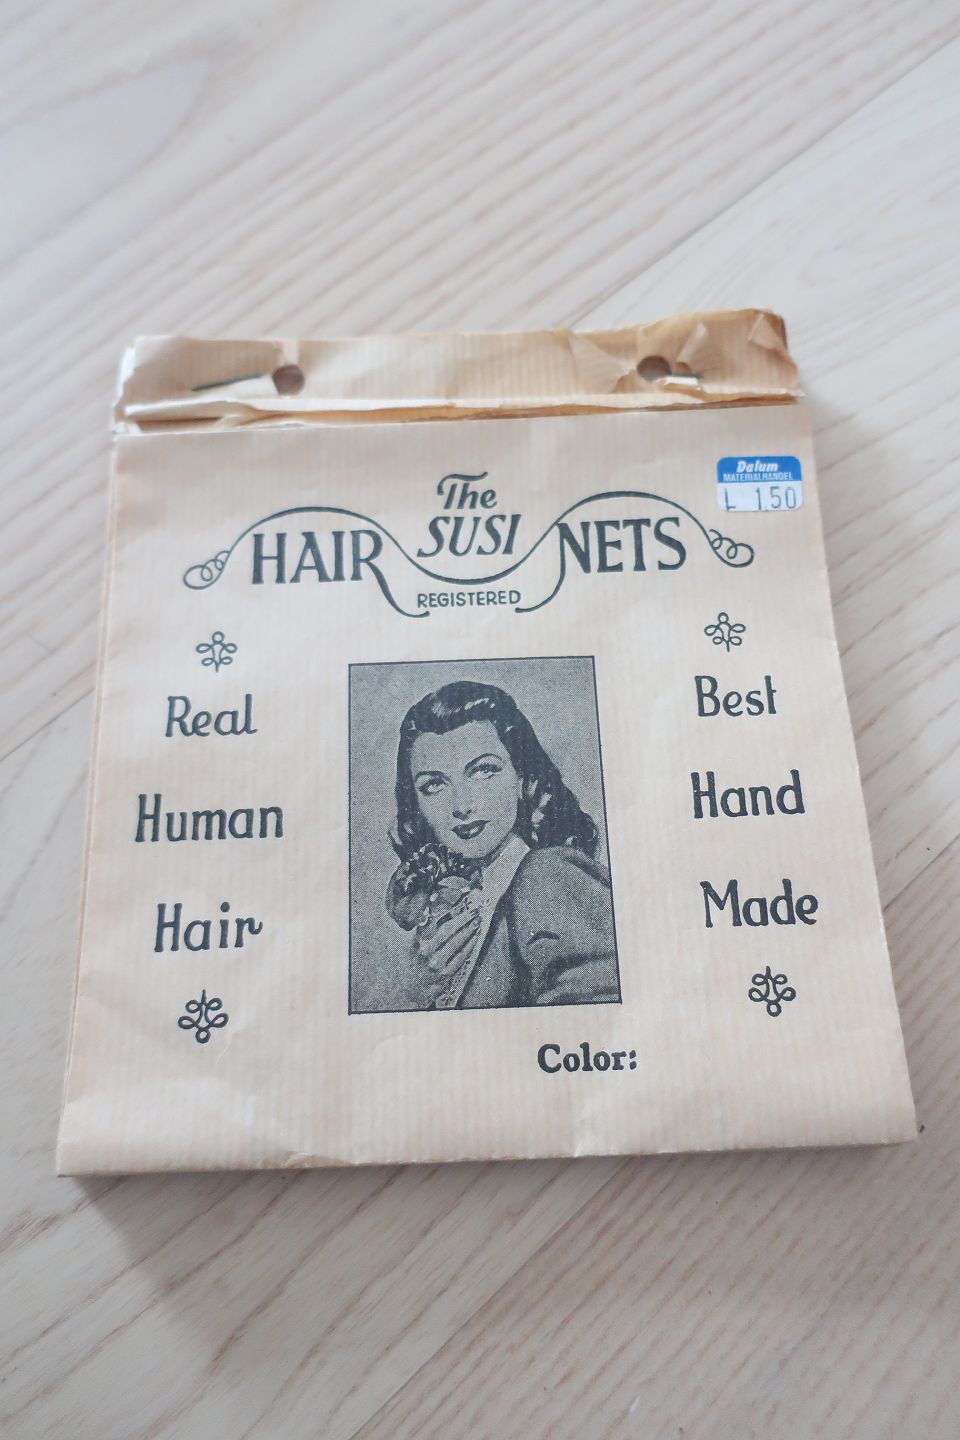 Dalum
MATERIALHANDEL
L 1.50
The
SUSI
HAIR NETS
REGISTERED
Real
Human
Hair
Best
Hand
Made
Color: